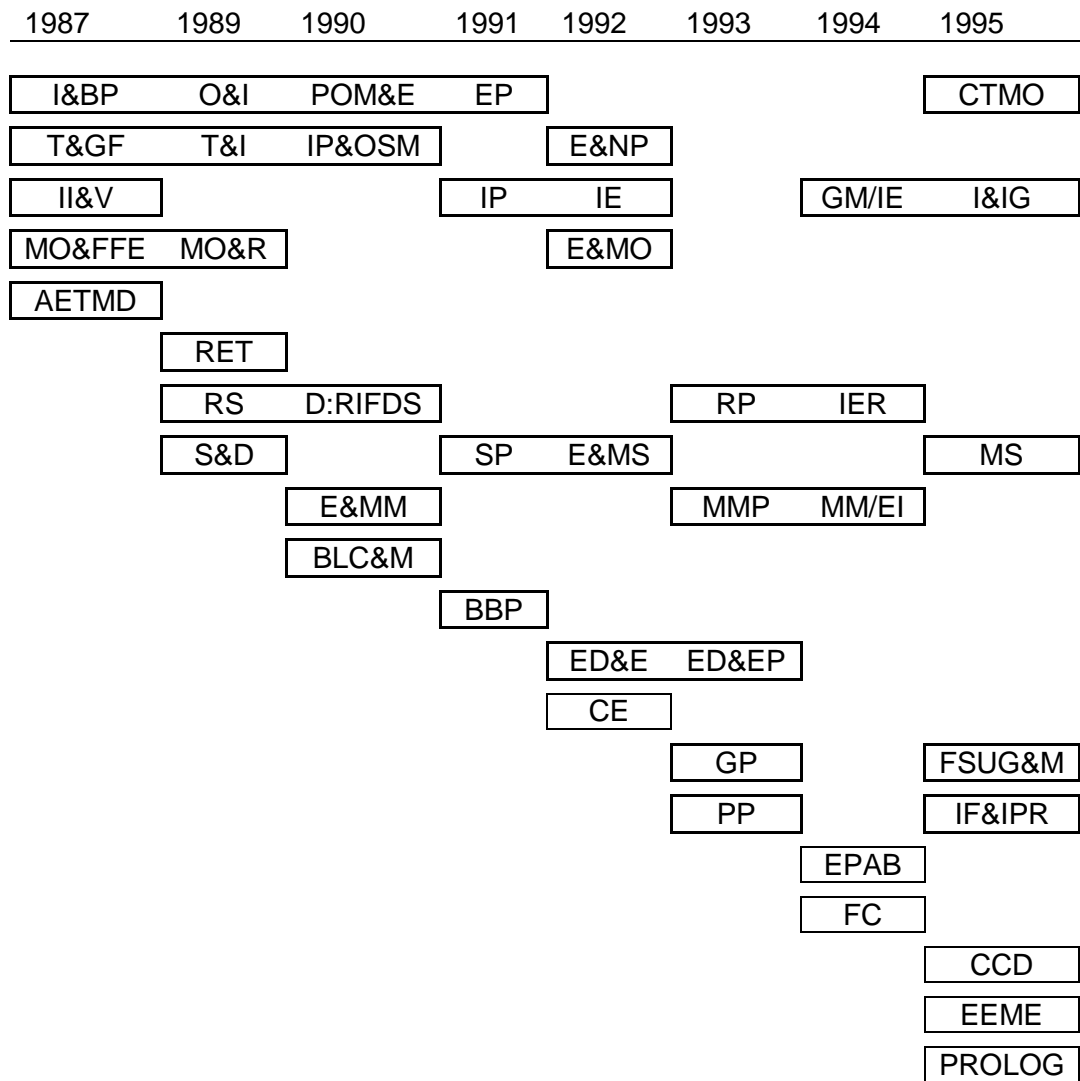 1987 1989 1990 1991 1992 1993 1994 1995
I&BP O&I POM&E EP CTMO
T&GF T&I IP&OSM E&NP
II&V IP IE GM/IE I&IG
MO&FFE MO&R E&MO
AETMD
RET
RS D:RIFDS RP IER
S&D SP E&MS MS
E&MM MMP MM/EI
BLC&M
BBP
ED&E ED&EP
CE
GP FSUG&M
PP IF&IPR
EPAB
FC
CCD
EEME
PROLOG